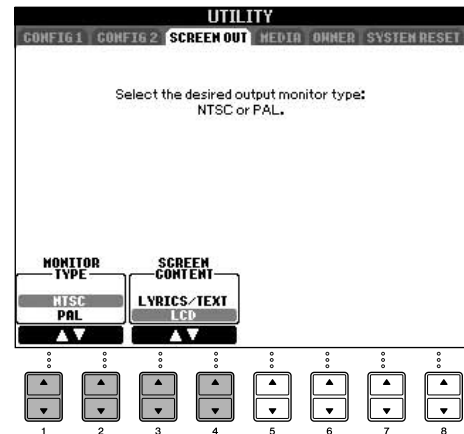 UTILITY
CONFIG 1 CONFIG 2 SCREEN OUT MEDIA OWNER SYSTEM RESET
Select the desired output monitor type:
NTSC or PAL.
MONITOR TYPE
NTSC
PAL
SCREEN CONTENT
LYRICS/TEXT
LCD
1 2 3 4 5 6 7 8